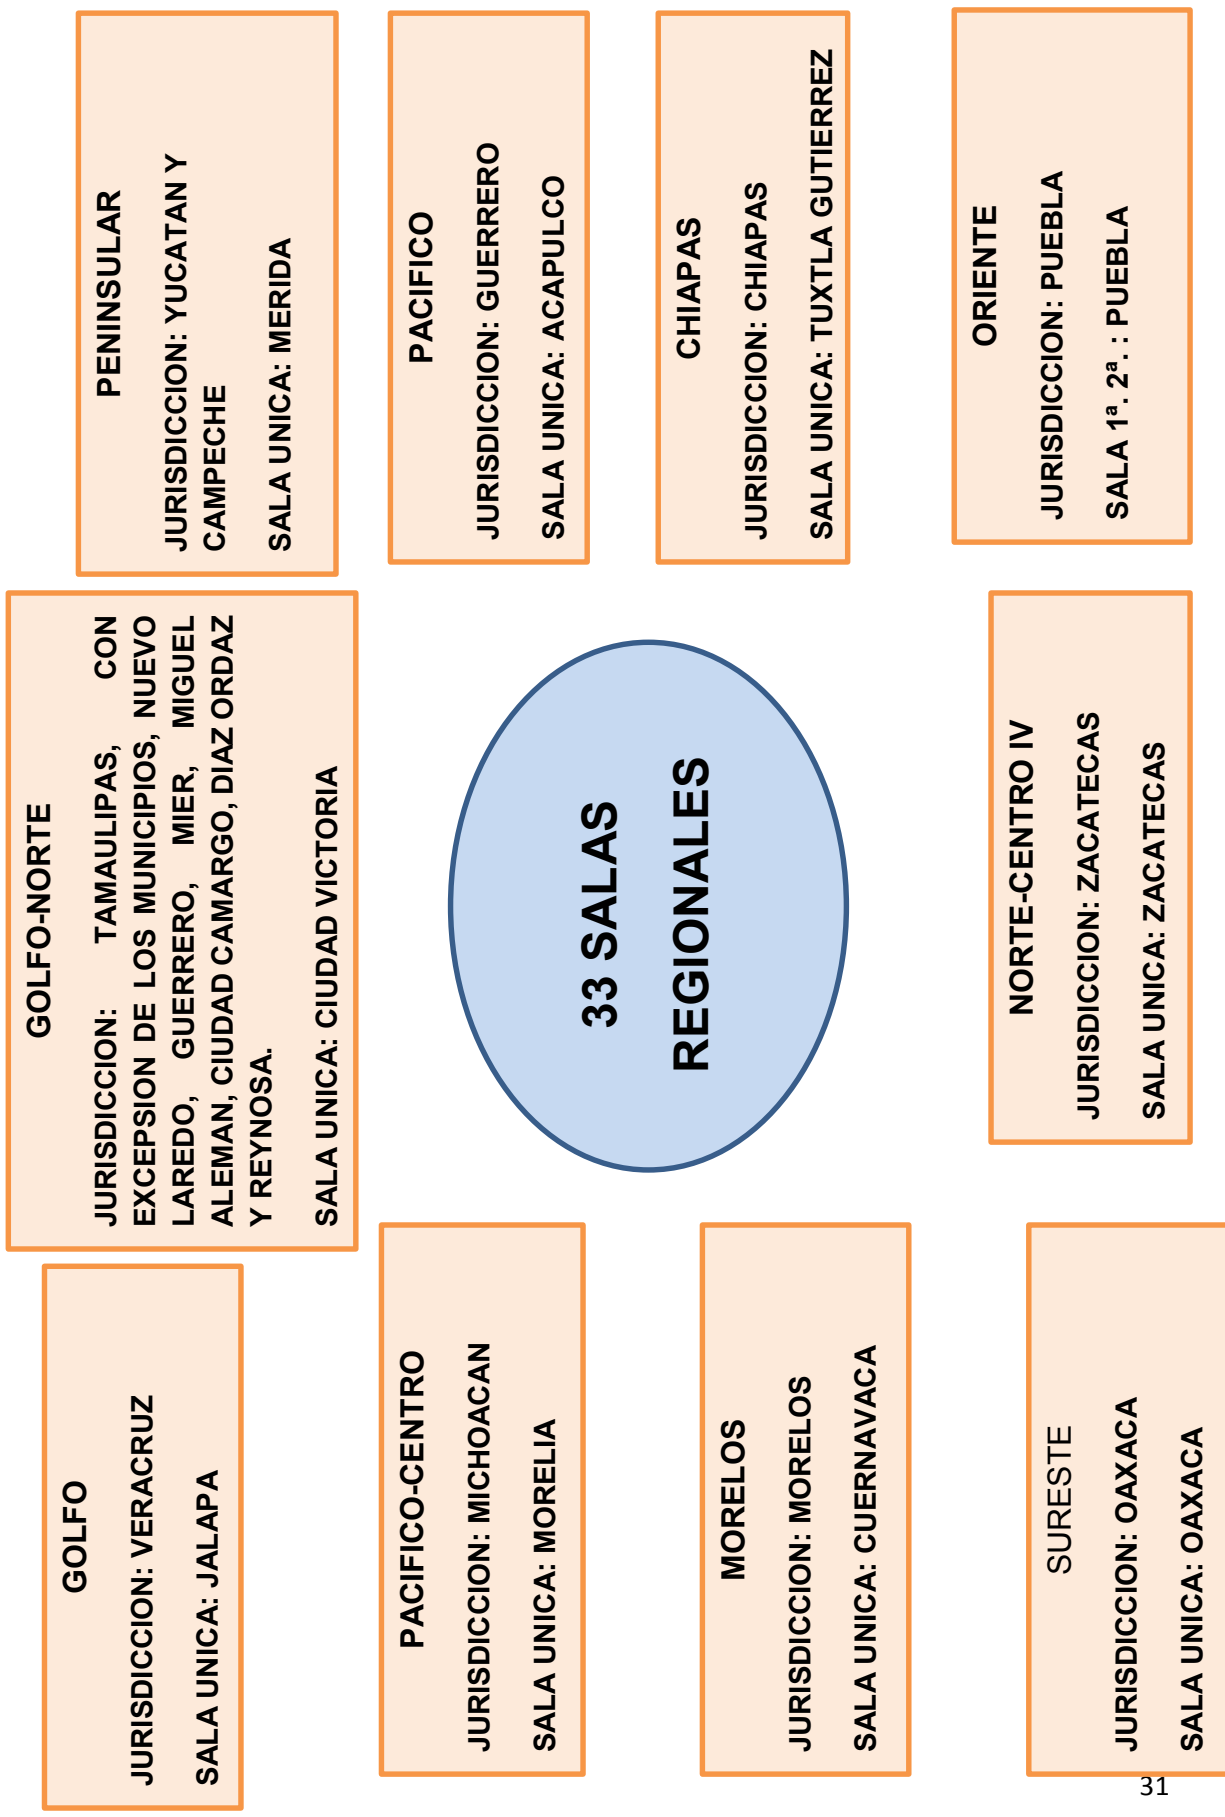 GOLFO
JURISDICCION: VERACRUZ
SALA UNICA: JALAPA
GOLFO-NORTE
JURISDICCION: TAMAULIPAS, CON
EXCEPSION DE LOS MUNICIPIOS, NUEVO
LAREDO, GUERRERO, MIER, MIGUEL
ALEMAN, CIUDAD CAMARGO, DIAZ ORDAZ
Y REYNOSA.
SALA UNICA: CIUDAD VICTORIA
PENINSULAR
JURISDICCION: YUCATAN Y
CAMPECHE
SALA UNICA: MERIDA
PACIFICO-CENTRO
JURISDICCION: MICHOACAN
SALA UNICA: MORELIA
33 SALAS
REGIONALES
PACIFICO
JURISDICCION: GUERRERO
SALA UNICA: ACAPULCO
MORELOS
JURISDICCION: MORELOS
SALA UNICA: CUERNAVACA
CHIAPAS
JURISDICCION: CHIAPAS
SALA UNICA: TUXTLA GUTIERREZ
SURESTE
JURISDICCION: OAXACA
SALA UNICA: OAXACA
NORTE-CENTRO IV
JURISDICCION: ZACATECAS
SALA UNICA: ZACATECAS
ORIENTE
JURISDICCION: PUEBLA
SALA 1ª. 2ª. : PUEBLA
31